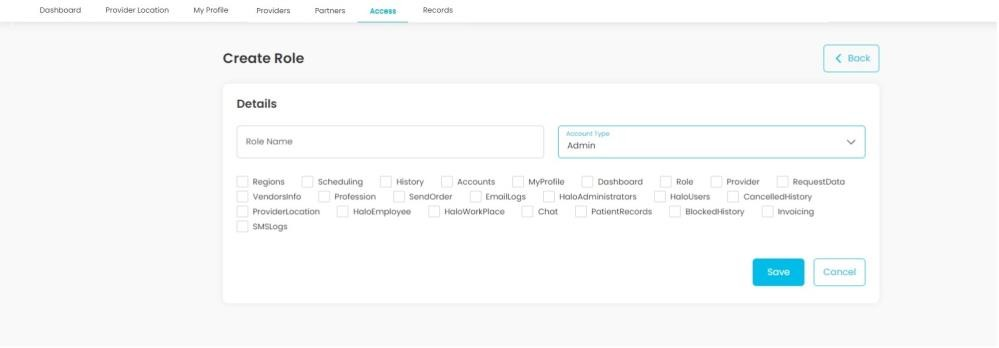 Dashboard Provider Location My Profile Providers Partners Access Records
Create Role
Back
Details
Role Name
Account Type
Admin
Regions Scheduling History Accounts MyProfile Dashboard Role Provider RequestData
VendorsInfo Profession SendOrder EmailLogs HaloAdministrators HaloUsers CancelledHistory
ProviderLocation HaloEmployee HaloWorkPlace Chat PatientRecords BlockedHistory Invoicing
SMSLogs
Save Cancel